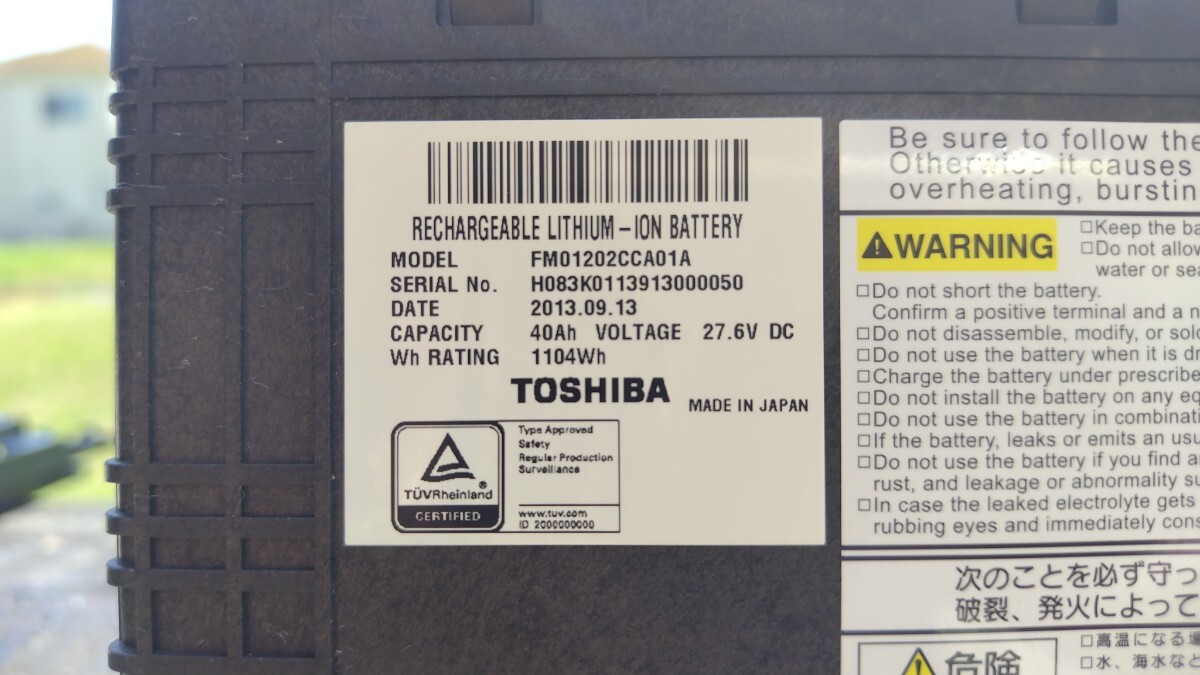 RECHARGEABLE LITHIUM-ION BATTERY
MODEL FM01202CCA01A
SERIAL No. H083K0113913000050
DATE 2013.09.13
CAPACITY 40Ah VOLTAGE 27.6V DC
Wh RATING 1104Wh
TOSHIBA
MADE IN JAPAN
TÜVRheinland®
CERTIFIED
Type Approved
Safety
Regular Production
Surveillance
www.tuv.com
ID 2000000000
Be sure to follow the
Otherwise it causes
overheating, burstin
⚠WARNING
□Keep the ba
□Do not allow
water or sea
□Do not short the battery.
Confirm a positive terminal and a n
□Do not disassemble, modify, or sold
□Do not use the battery when it is dr
□Charge the battery under prescribe
□Do not install the battery on any eq
□Do not use the battery in combinati
□If the battery, leaks or emits an usu
□Do not use the battery if you find a
rust, and leakage or abnormality su
□In case the leaked electrolyte gets
rubbing eyes and immediately cons
次のことを必ず守っ
破裂、発火によって
⚠危険
□高温になる場
□水、海水など